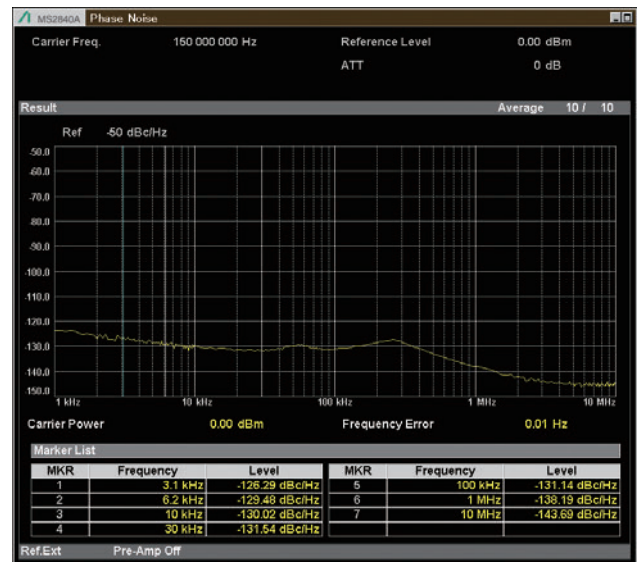 MS2840A Phase Noise
Carrier Freq. 150 000 000 Hz Reference Level 0.00 dBm
ATT 0 dB
Result Average 10 / 10
Ref -50 dBc/Hz
-50.0
-60.0
-70.0
-80.0
-90.0
-100.0
-110.0
-120.0
-130.0
-140.0
-150.0
1 kHz 10 kHz 100 kHz 1 MHz 10 MHz
Carrier Power 0.00 dBm Frequency Error 0.01 Hz
Marker List
MKR Frequency Level MKR Frequency Level
1 3.1 kHz -126.29 dBc/Hz 5 100 kHz -131.14 dBc/Hz
2 6.2 kHz -129.48 dBc/Hz 6 1 MHz -138.19 dBc/Hz
3 10 kHz -130.02 dBc/Hz 7 10 MHz -143.69 dBc/Hz
4 30 kHz -131.54 dBc/Hz
Ref.Ext Pre-Amp Off